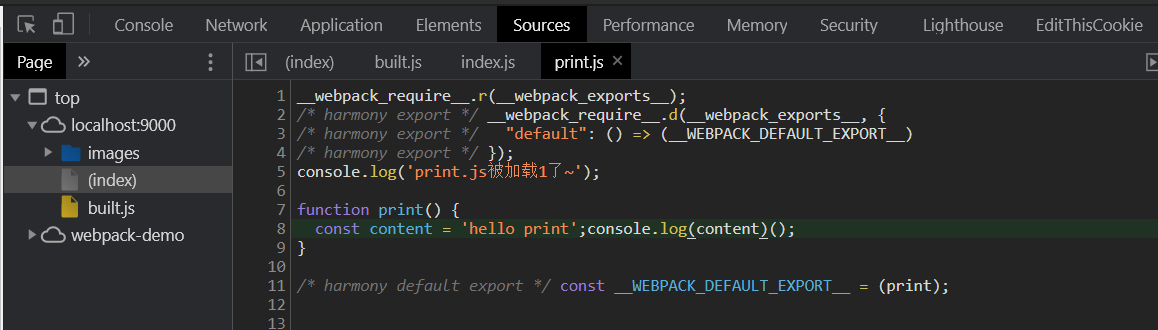 Console Network Application Elements Sources Performance Memory Security Lighthouse EditThisCookie
Page » (index) built.js index.js print.js ×
top
localhost:9000
images
(index)
built.js
webpack-demo
1 __webpack_require__.r(__webpack_exports__);
2 /* harmony export */ __webpack_require__.d(__webpack_exports__, {
3 /* harmony export */   "default": () => (__WEBPACK_DEFAULT_EXPORT__)
4 /* harmony export */ });
5 console.log('print.js被加载1了~');
6
7 function print() {
8   const content = 'hello print';console.log(content)();
9 }
10
11 /* harmony default export */ const __WEBPACK_DEFAULT_EXPORT__ = (print);
12
13